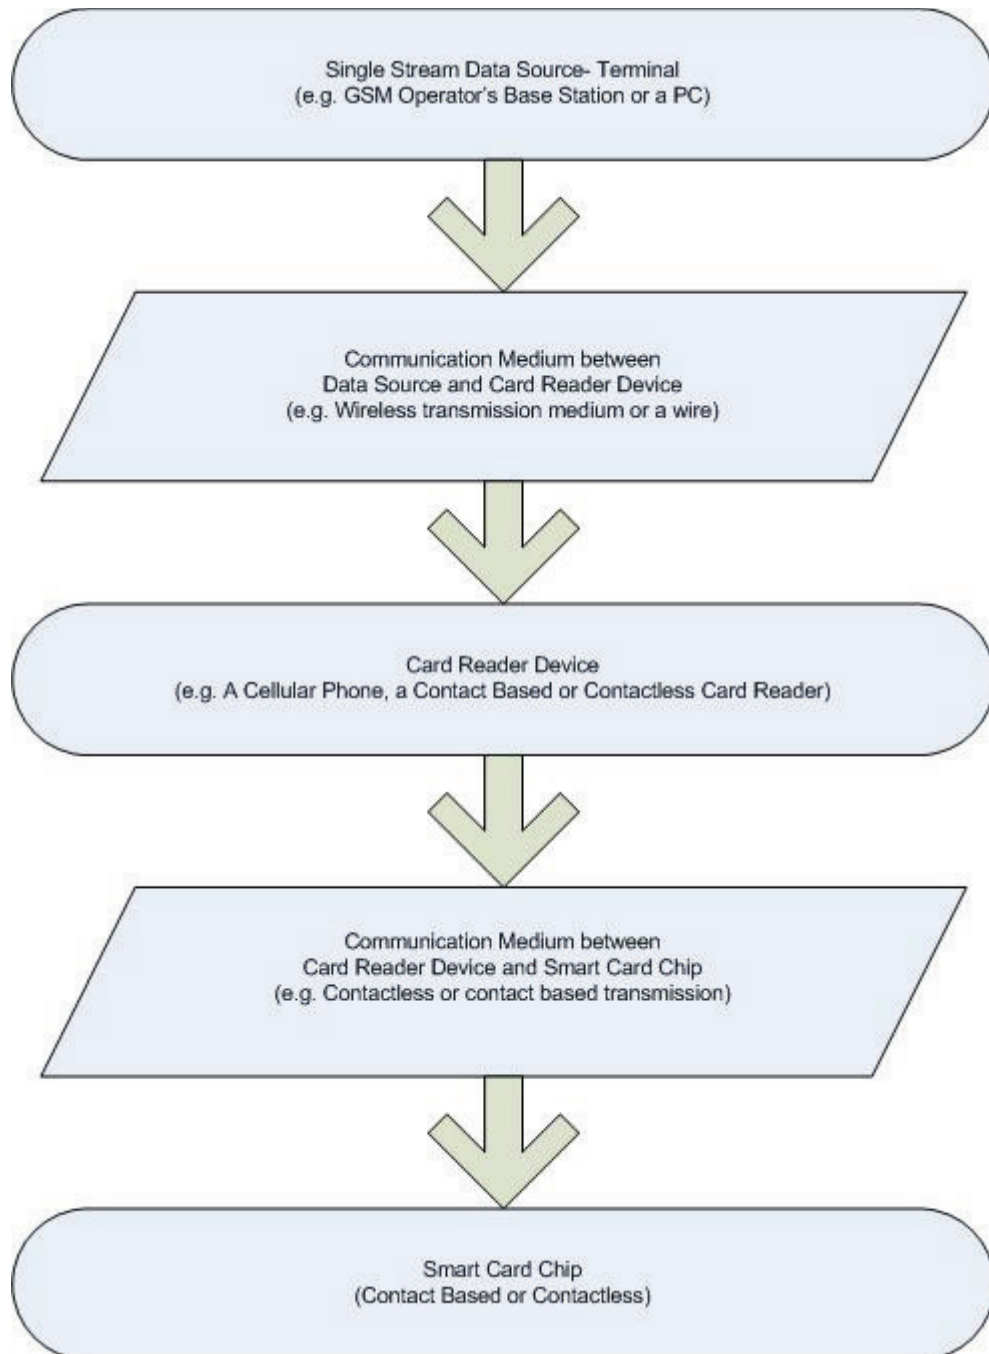 Single Stream Data Source- Terminal
(e.g. GSM Operator's Base Station or a PC)
Communication Medium between
Data Source and Card Reader Device
(e.g. Wireless transmission medium or a wire)
Card Reader Device
(e.g. A Cellular Phone, a Contact Based or Contactless Card Reader)
Communication Medium between
Card Reader Device and Smart Card Chip
(e.g. Contactless or contact based transmission)
Smart Card Chip
(Contact Based or Contactless)